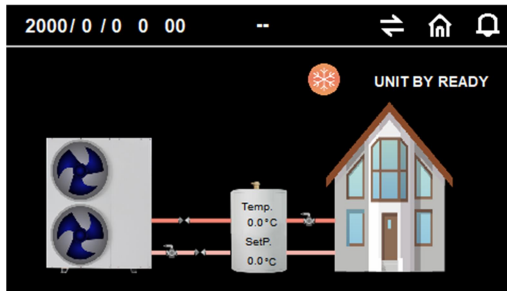 2000/ 0 / 0 0 00 --
UNIT BY READY
Temp.
0.0°C
SetP.
0.0°C